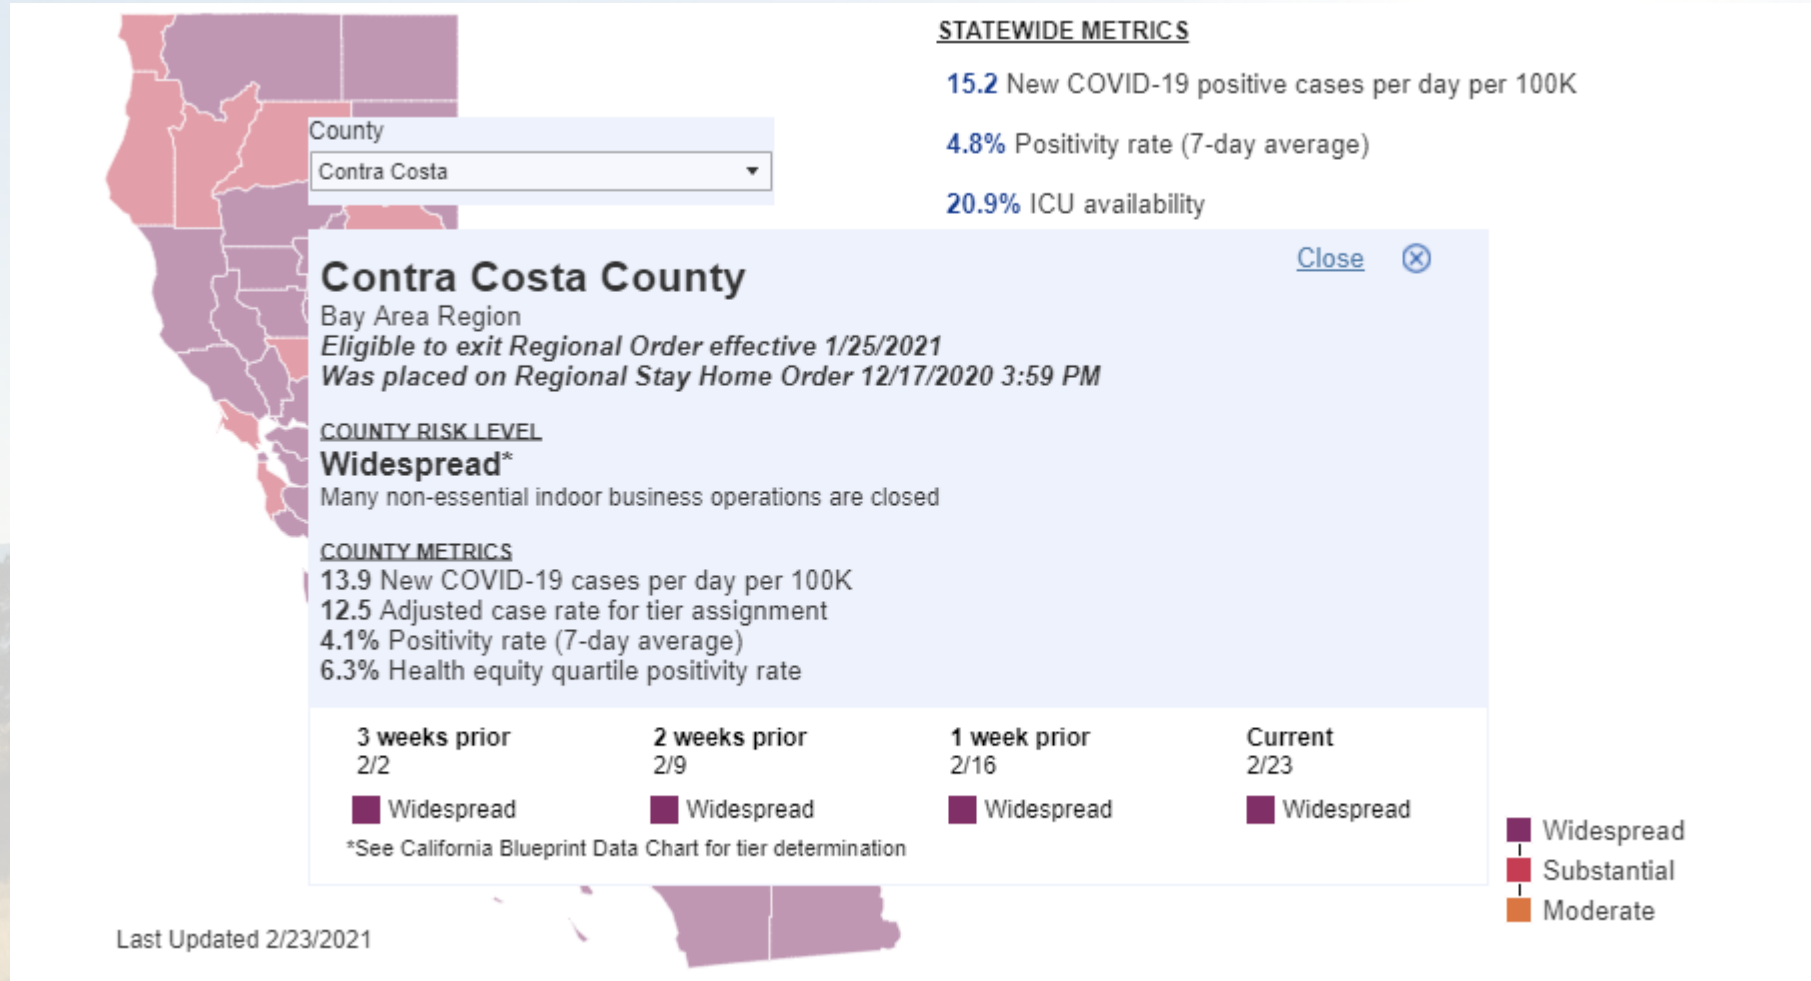 STATEWIDE METRICS
15.2 New COVID-19 positive cases per day per 100K
4.8% Positivity rate (7-day average)
20.9% ICU availability
County
Contra Costa
Close
Contra Costa County
Bay Area Region
Eligible to exit Regional Order effective 1/25/2021
Was placed on Regional Stay Home Order 12/17/2020 3:59 PM
COUNTY RISK LEVEL
Widespread*
Many non-essential indoor business operations are closed
COUNTY METRICS
13.9 New COVID-19 cases per day per 100K
12.5 Adjusted case rate for tier assignment
4.1% Positivity rate (7-day average)
6.3% Health equity quartile positivity rate
3 weeks prior 2 weeks prior 1 week prior Current
2/2 2/9 2/16 2/23
Widespread Widespread Widespread Widespread
*See California Blueprint Data Chart for tier determination
Widespread
Substantial
Moderate
Last Updated 2/23/2021